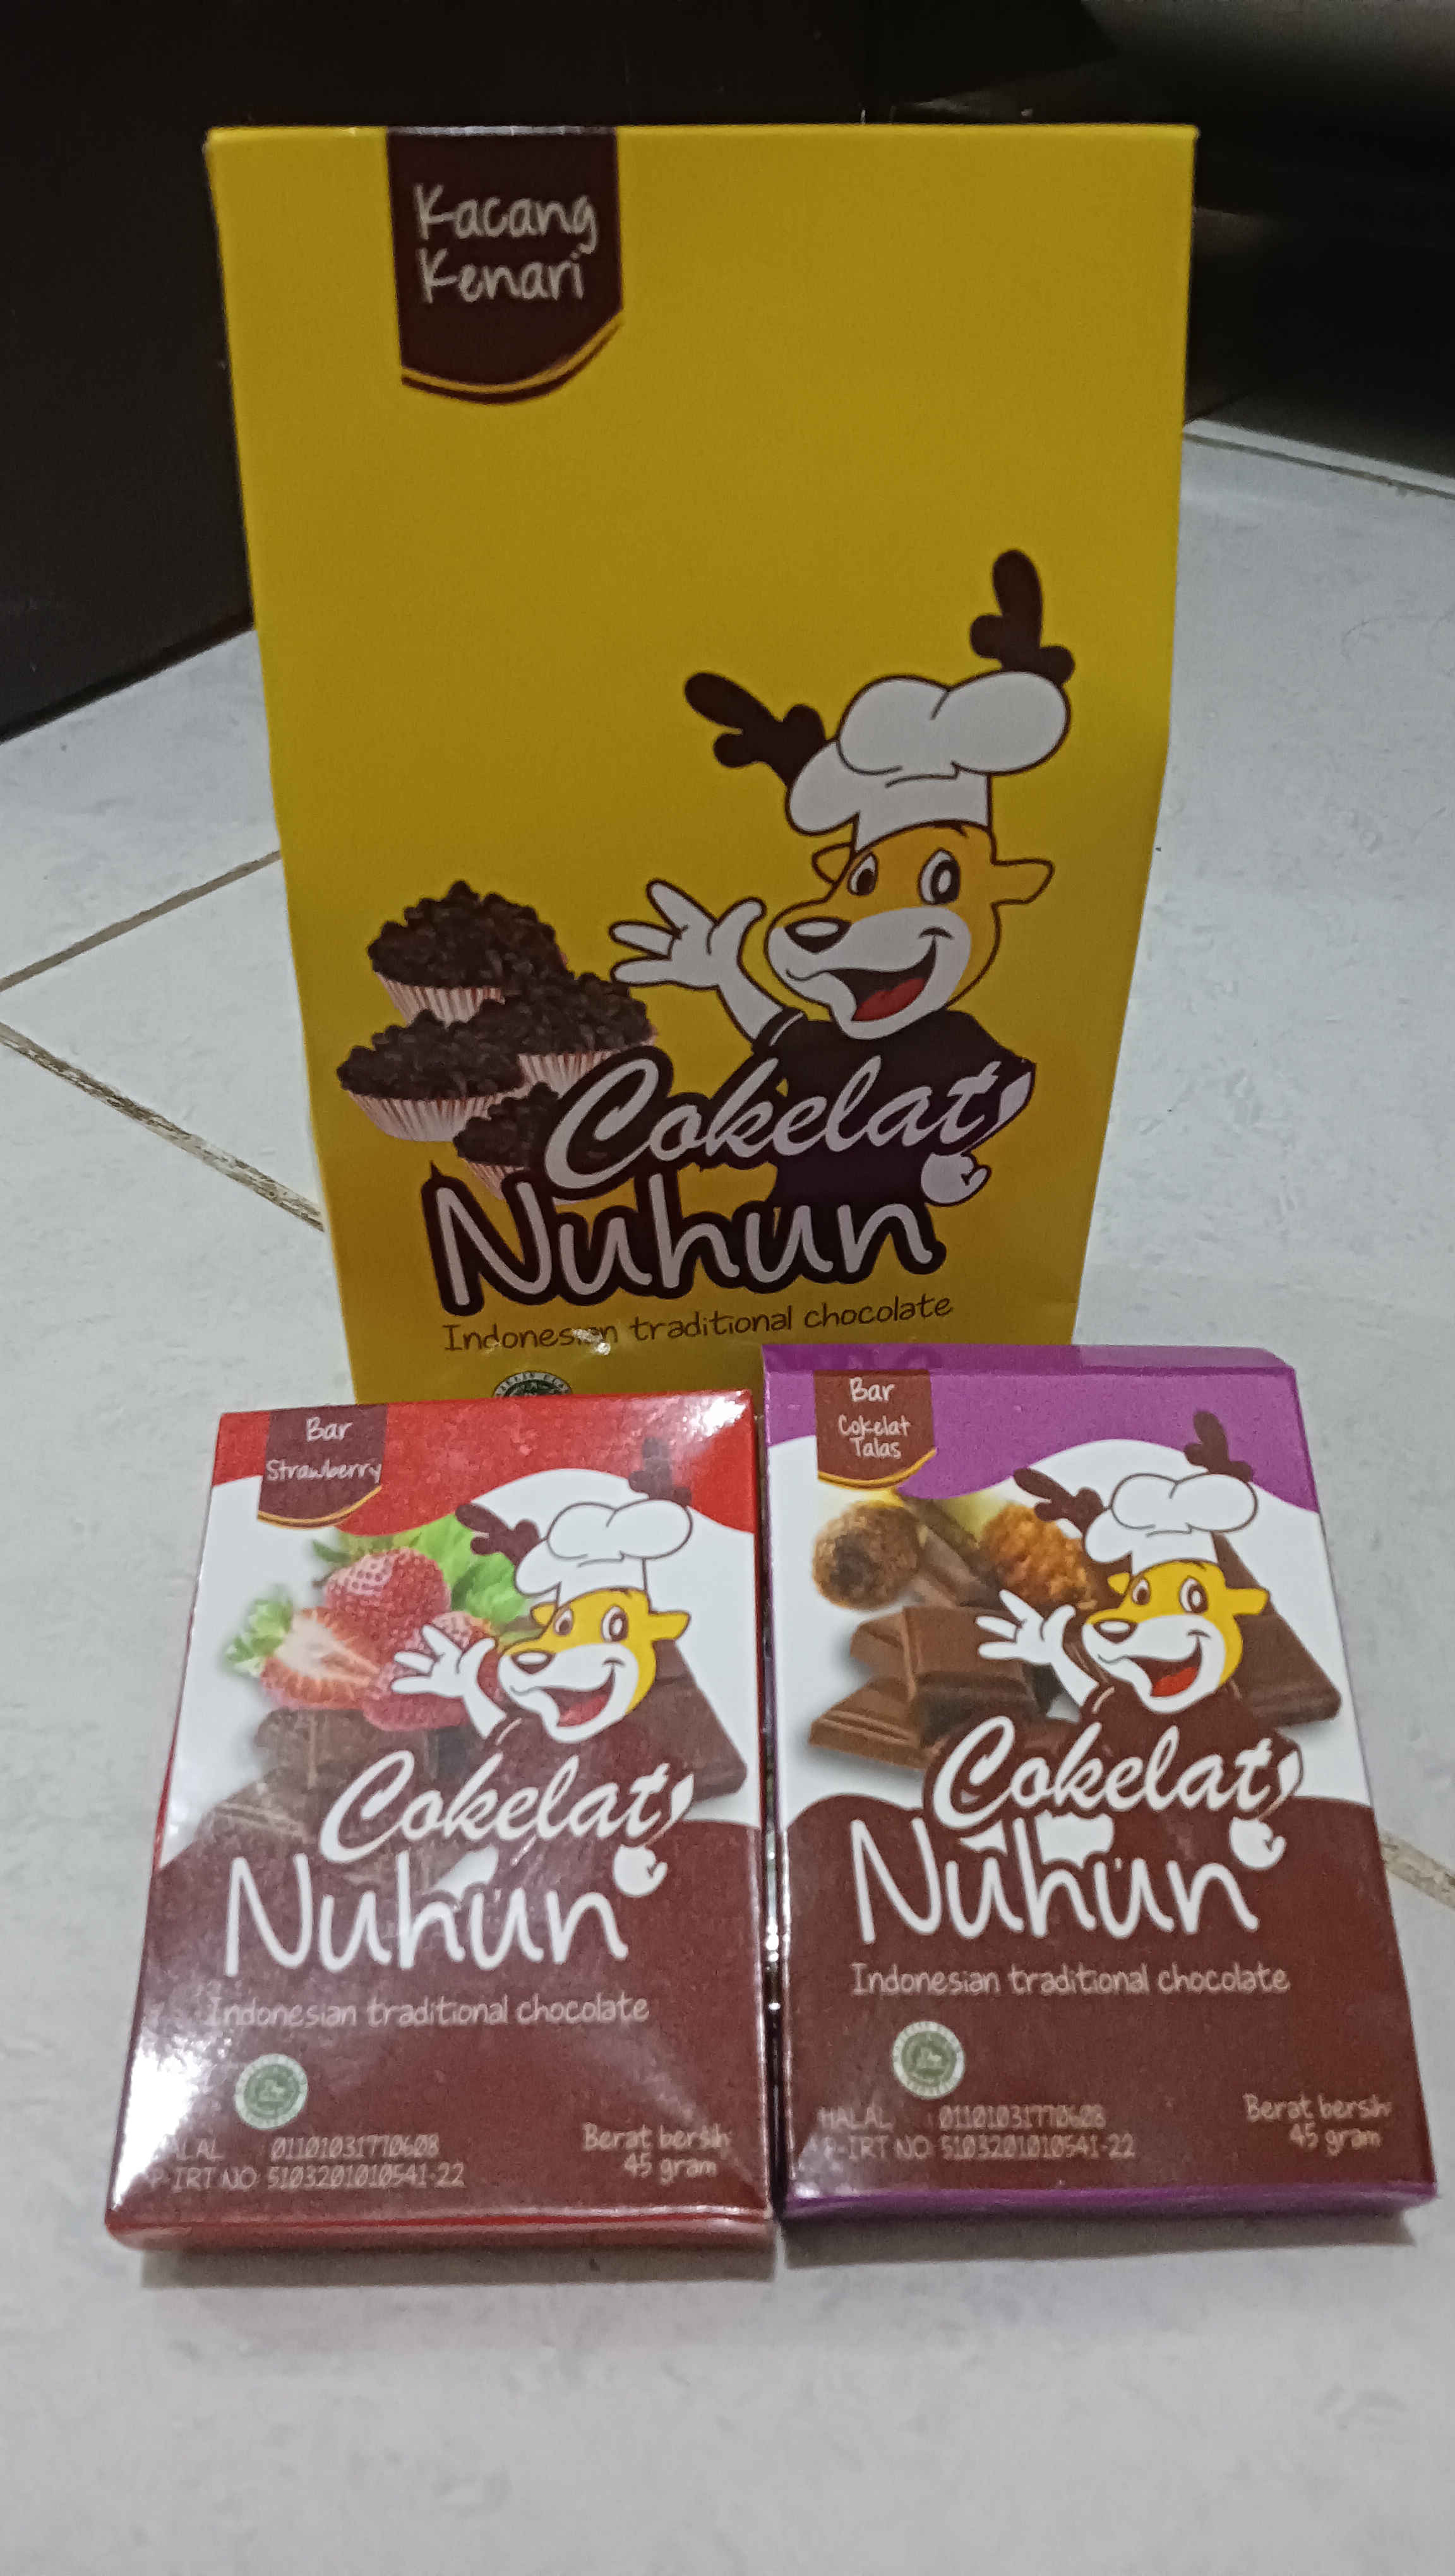 Kacang
Kenari
Cokelat
Nuhun
Indonesian traditional chocolate
Bar
Strawberry
Cokelat
Nuhun
Indonesian traditional chocolate
HALAL 01101031770608
P-IRT NO 5103201010541-22
Berat bersih
45 gram
Bar
Cokelat
Talas
Cokelat
Nuhun
Indonesian traditional chocolate
HALAL 01101031770608
P-IRT NO 5103201010541-22
Berat bersih
45 gram